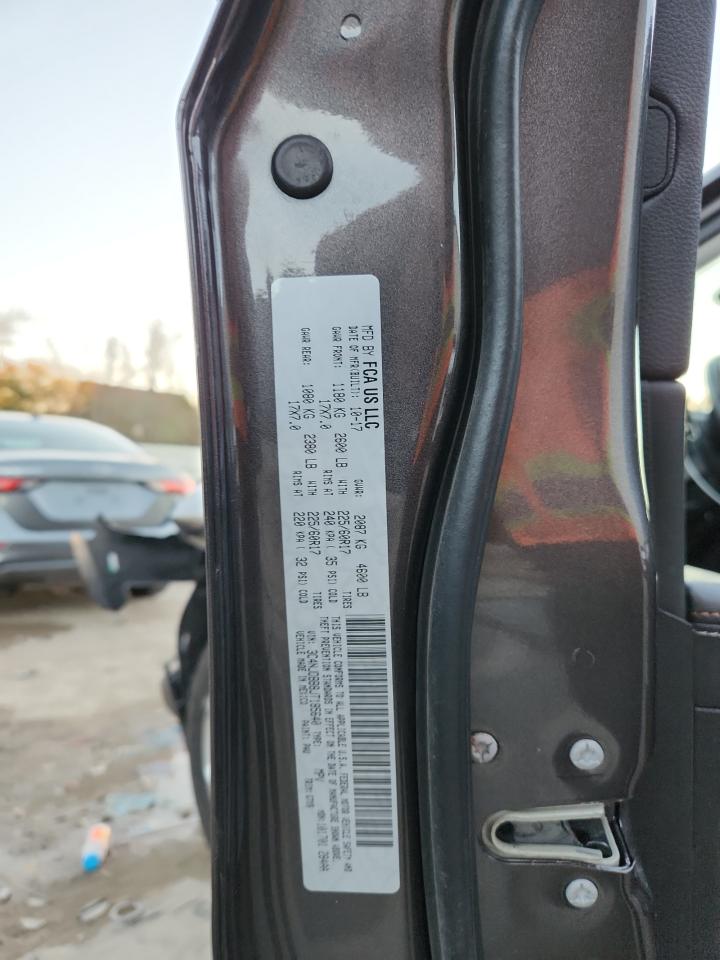 MFD BY FCA US LLC
DATE OF MFR(BUILT): 10-17 GVWR: 2087 KG 4600 LB
GAWR FRONT: 1180 KG 2600 LB WITH 225/60R17 TIRES
17X7.0 RIMS AT 240 KPA ( 35 PSI) COLD
GAWR REAR: 1080 KG 2380 LB WITH 225/60R17 TIRES
17X7.0 RIMS AT 220 KPA ( 32 PSI) COLD
THIS VEHICLE CONFORMS TO ALL APPLICABLE U.S.A. FEDERAL MOTOR VEHICLE SAFETY AND
THEFT PREVENTION STANDARDS IN EFFECT ON THE DATE OF MANUFACTURE SHOWN ABOVE.
VIN: 3C4NJDBB8JT185640 TYPE: MPV
VEHICLE MADE IN MEXICO PAINT: